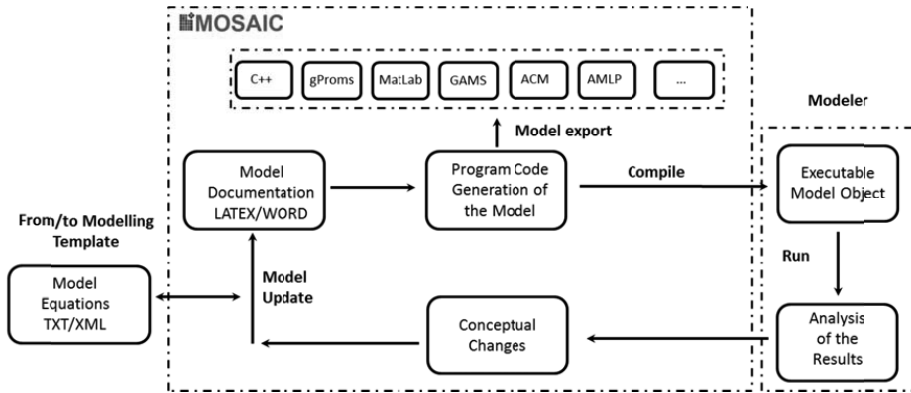 MOSAIC
C++ gProms MatLab GAMS ACM AMLP ...
Model export
Modeler
Model
Documentation
LATEX/WORD
Program Code
Generation of
the Model
Compile
Executable
Model Object
From/to Modelling
Template
Model
Equations
TXT/XML
Model
Update
Conceptual
Changes
Run
Analysis
of the
Results